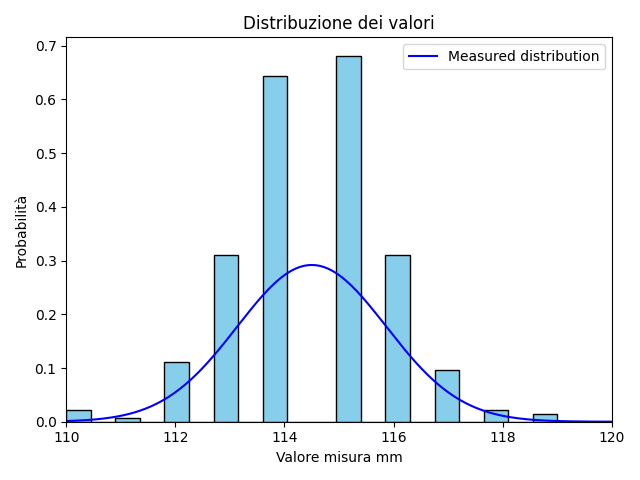 Distribuzione dei valori
Measured distribution
0.7
0.6
0.5
0.4
0.3
0.2
0.1
0.0
Probabilità
110 112 114 116 118 120
Valore misura mm